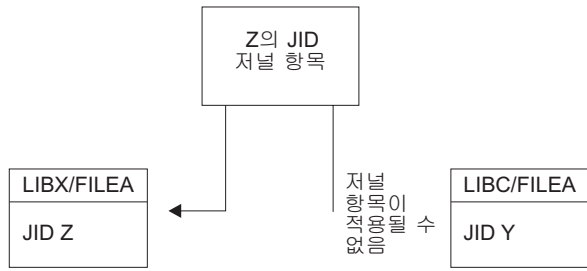 Z의 JID
저널 항목
LIBX/FILEA
JID Z
저널
항목이
적용될 수
없음
LIBC/FILEA
JID Y